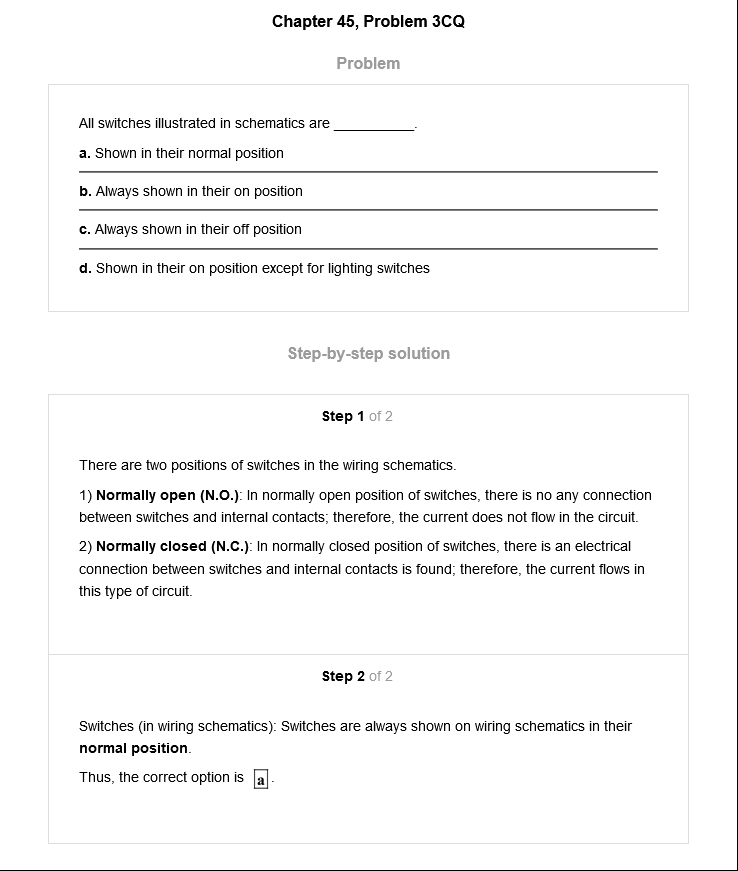 Chapter 45, Problem 3CQ
Problem
All switches illustrated in schematics are __________.
a. Shown in their normal position
b. Always shown in their on position
c. Always shown in their off position
d. Shown in their on position except for lighting switches
Step-by-step solution
Step 1 of 2
There are two positions of switches in the wiring schematics.
1) Normally open (N.O.): In normally open position of switches, there is no any connection
between switches and internal contacts; therefore, the current does not flow in the circuit.
2) Normally closed (N.C.): In normally closed position of switches, there is an electrical
connection between switches and internal contacts is found; therefore, the current flows in
this type of circuit.
Step 2 of 2
Switches (in wiring schematics): Switches are always shown on wiring schematics in their
normal position.
Thus, the correct option is a.